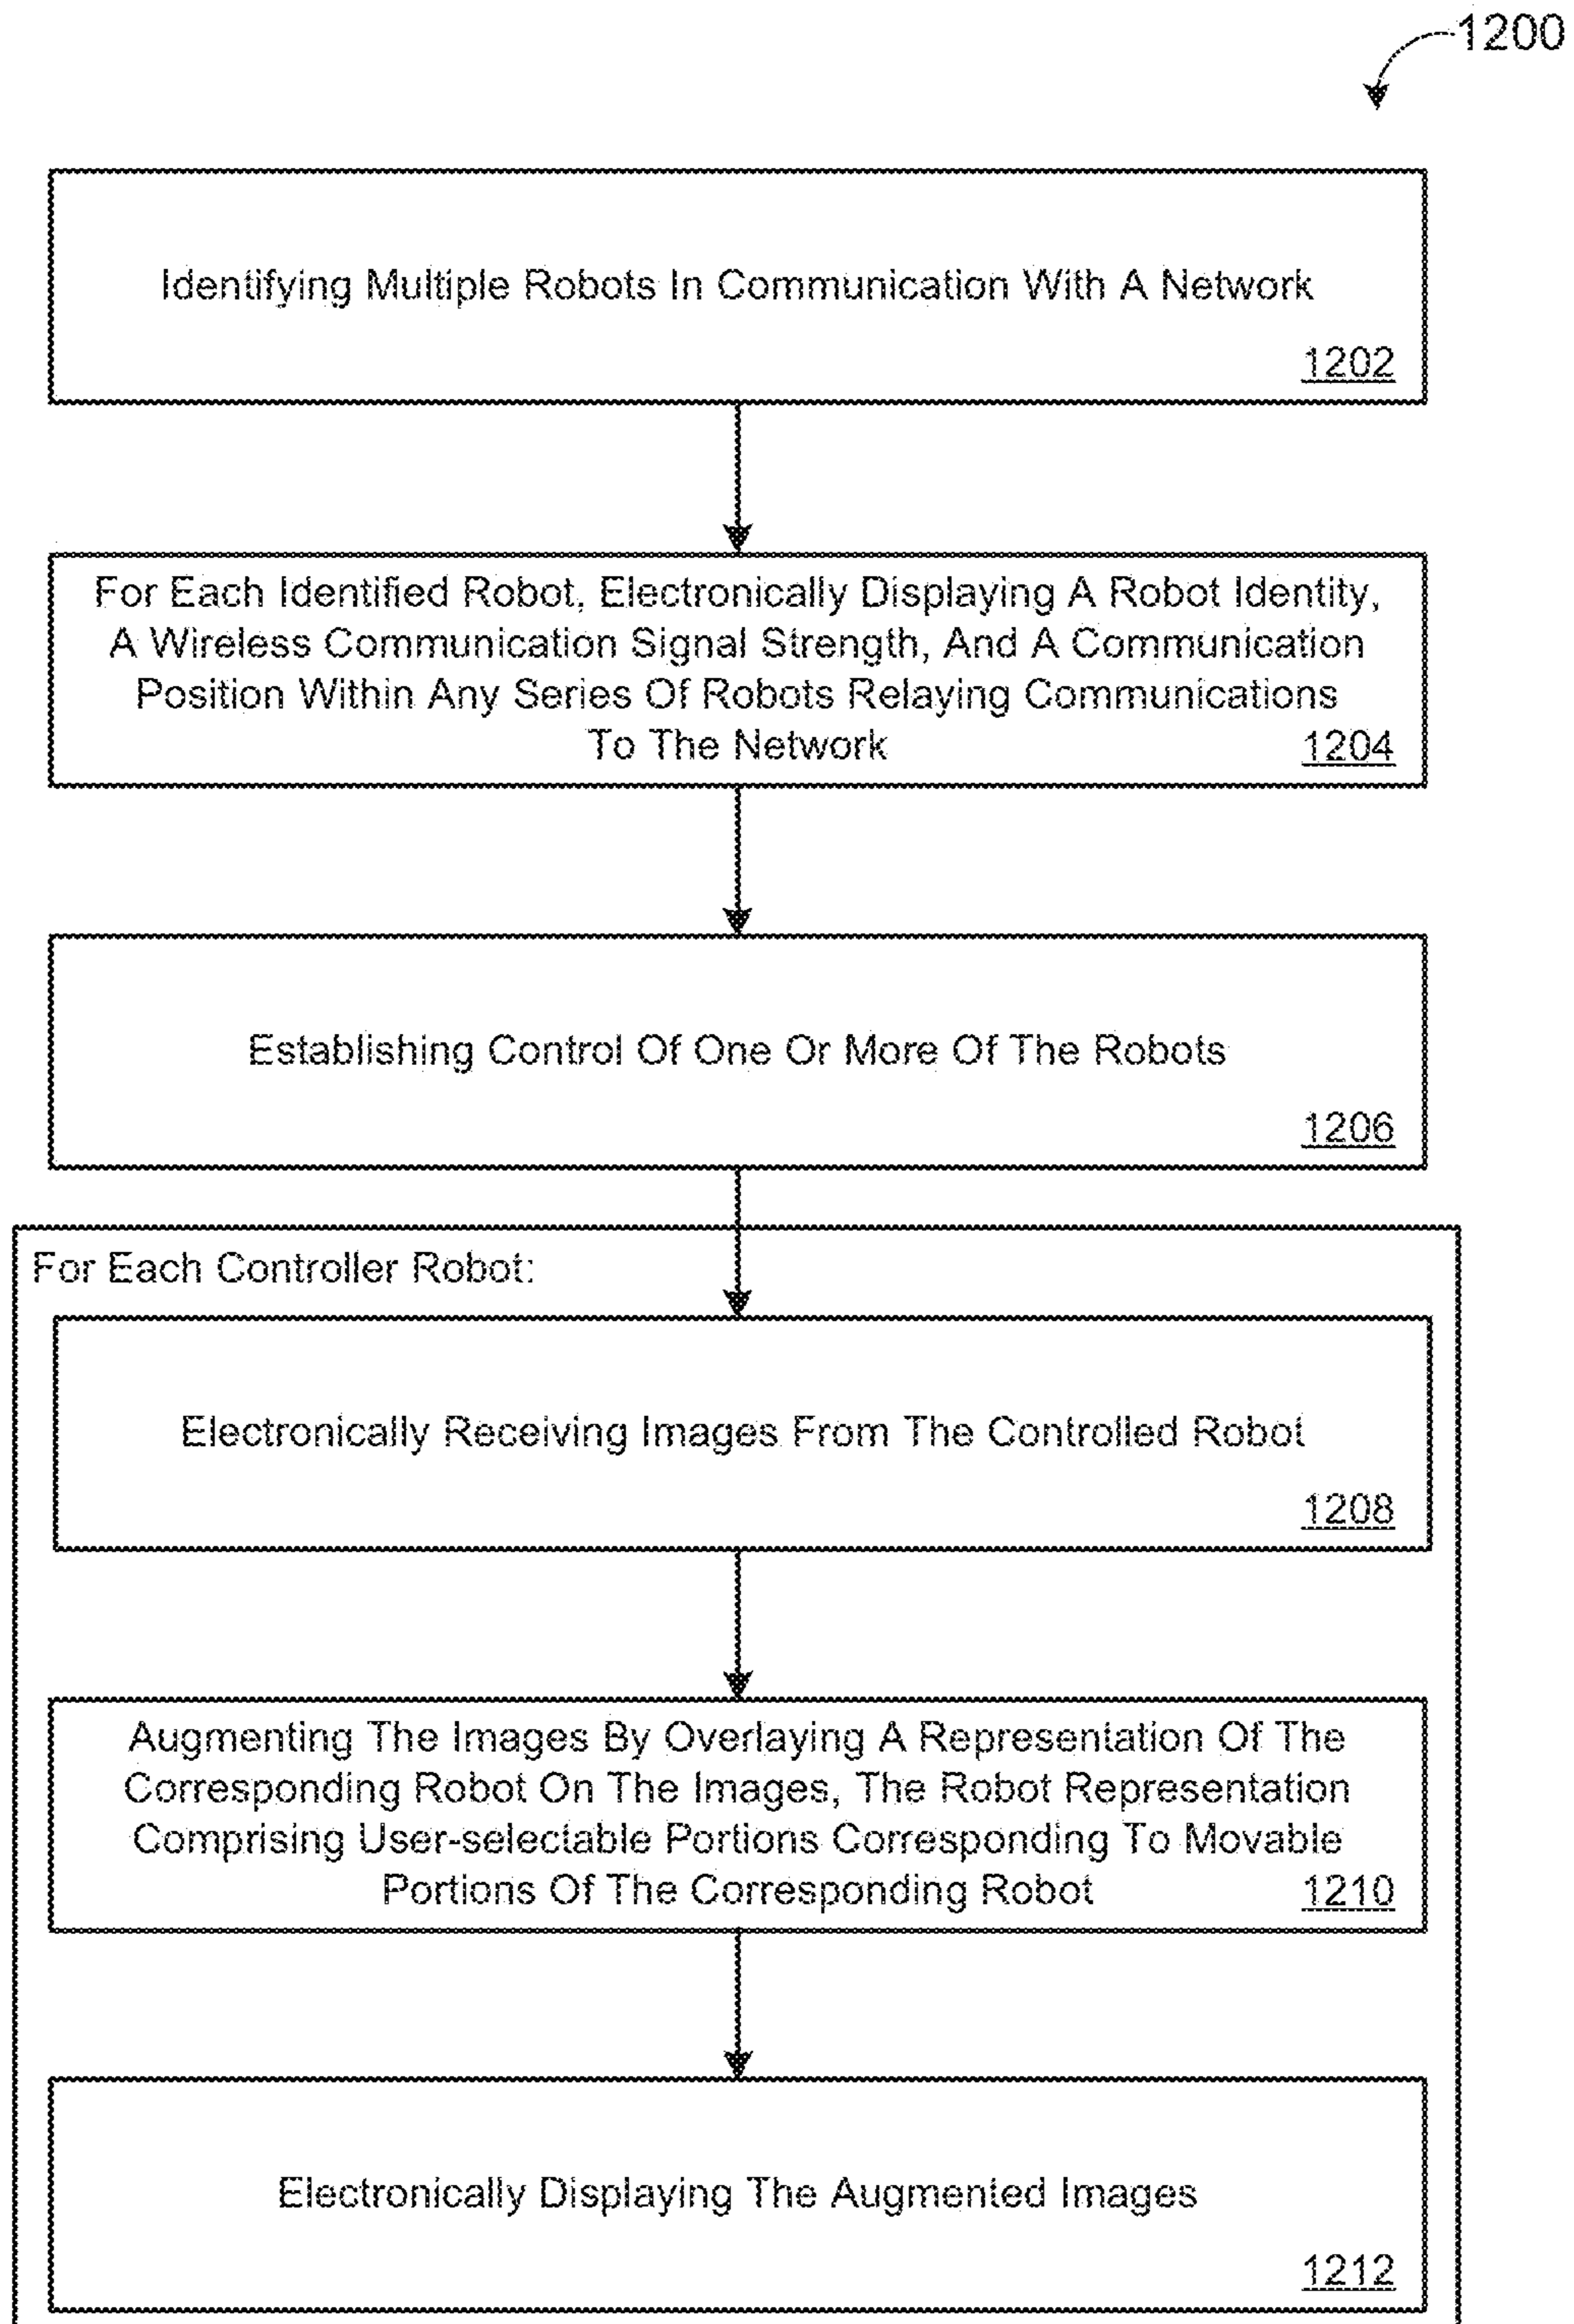 1200
Identifying Multiple Robots In Communication With A Network
1202
For Each Identified Robot, Electronically Displaying A Robot Identity,
A Wireless Communication Signal Strength, And A Communication
Position Within Any Series Of Robots Relaying Communications
To The Network
1204
Establishing Control Of One Or More Of The Robots
1206
For Each Controller Robot:
Electronically Receiving Images From The Controlled Robot
1208
Augmenting The Images By Overlaying A Representation Of The
Corresponding Robot On The Images, The Robot Representation
Comprising User-selectable Portions Corresponding To Movable
Portions Of The Corresponding Robot
1210
Electronically Displaying The Augmented Images
1212